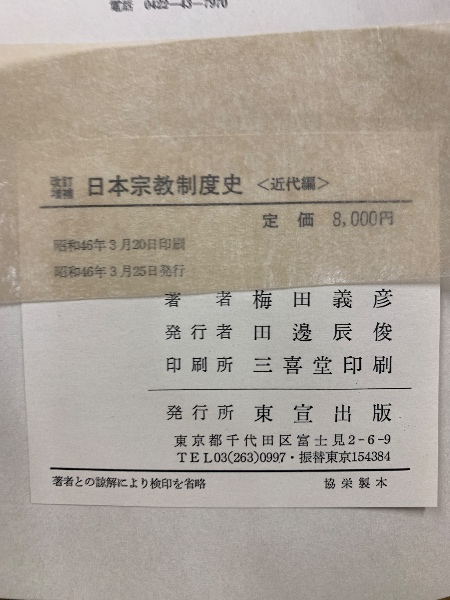 電話 0422—43—7970
改訂増補 日本宗教制度史 <近代編>
定価 8,000円
昭和46年3月20日印刷
昭和46年3月25日発行
著者 梅田義彦
発行者 田邊辰俊
印刷所 三喜堂印刷
発行所 東宣出版
東京都千代田区富士見2-6-9
TEL03(263)0997・振替東京154384
著者との諒解により検印を省略 協栄製本